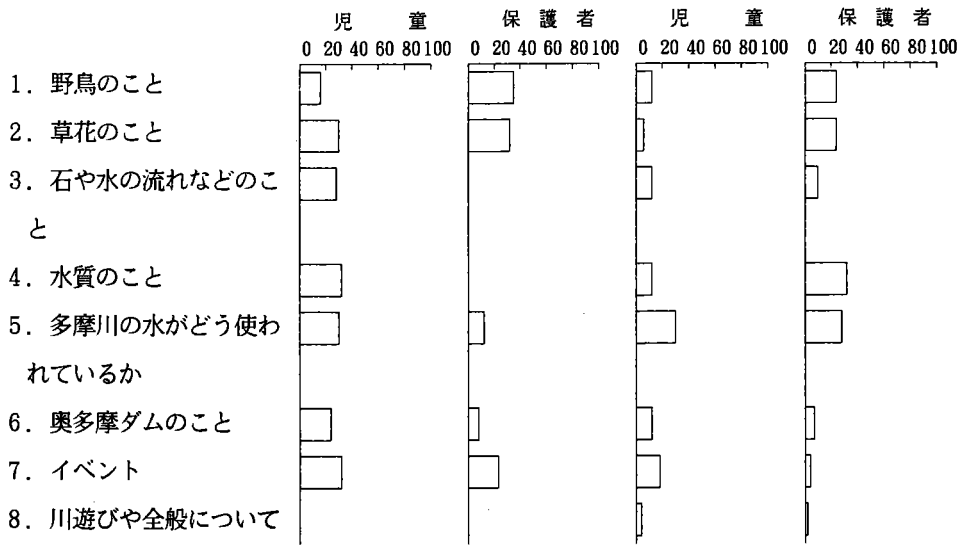 児 童 保 護 者 児 童 保 護 者
0 20 40 60 80 100 0 20 40 60 80 100 0 20 40 60 80 100 0 20 40 60 80 100
1. 野鳥のこと
2. 草花のこと
3. 石や水の流れなどのこ
と
4. 水質のこと
5. 多摩川の水がどう使わ
れているか
6. 奥多摩ダムのこと
7. イベント
8. 川遊びや全般について